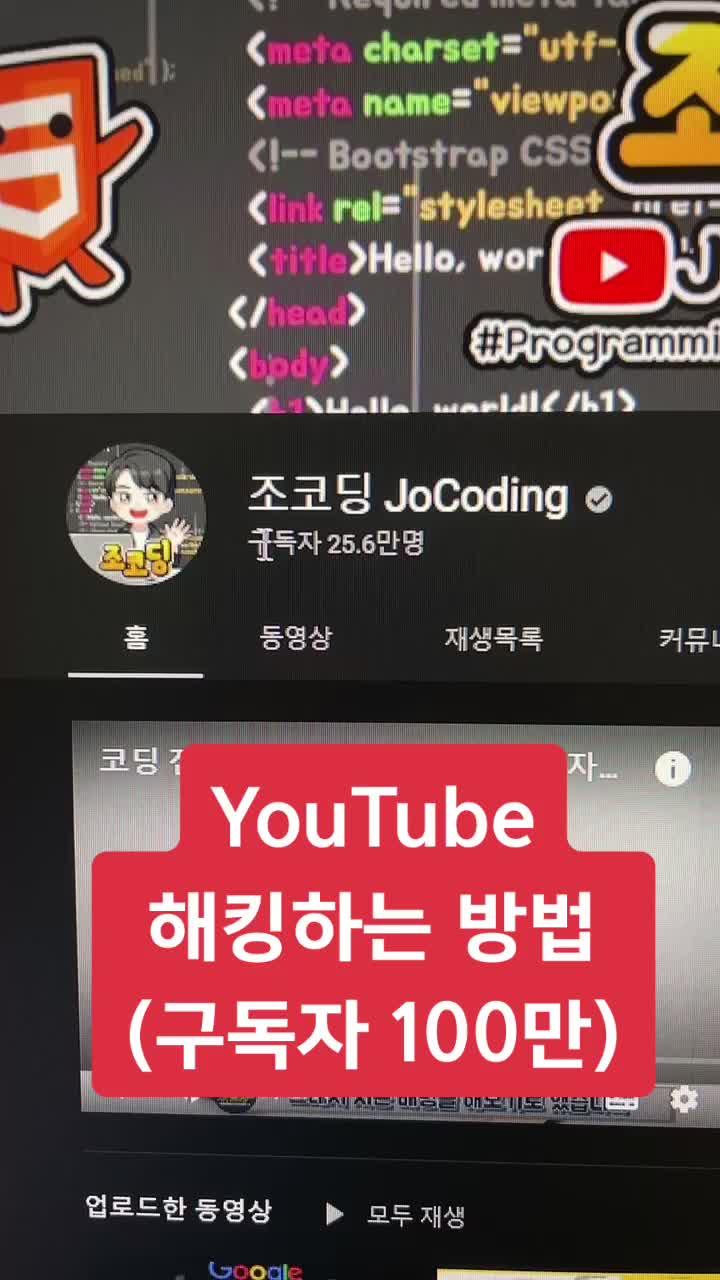 <meta charset="utf-
<meta name="viewpo
<!-- Bootstrap CSS
<link rel="stylesheet
<title>Hello, wor
</head>
<body>
#Programmi
조코딩 JoCoding
조코딩
구독자 25.6만명
홈 동영상 재생목록 커뮤니
코딩
자...
YouTube
해킹하는 방법
(구독자 100만)
업로드한 동영상 ▶ 모두 재생
Google